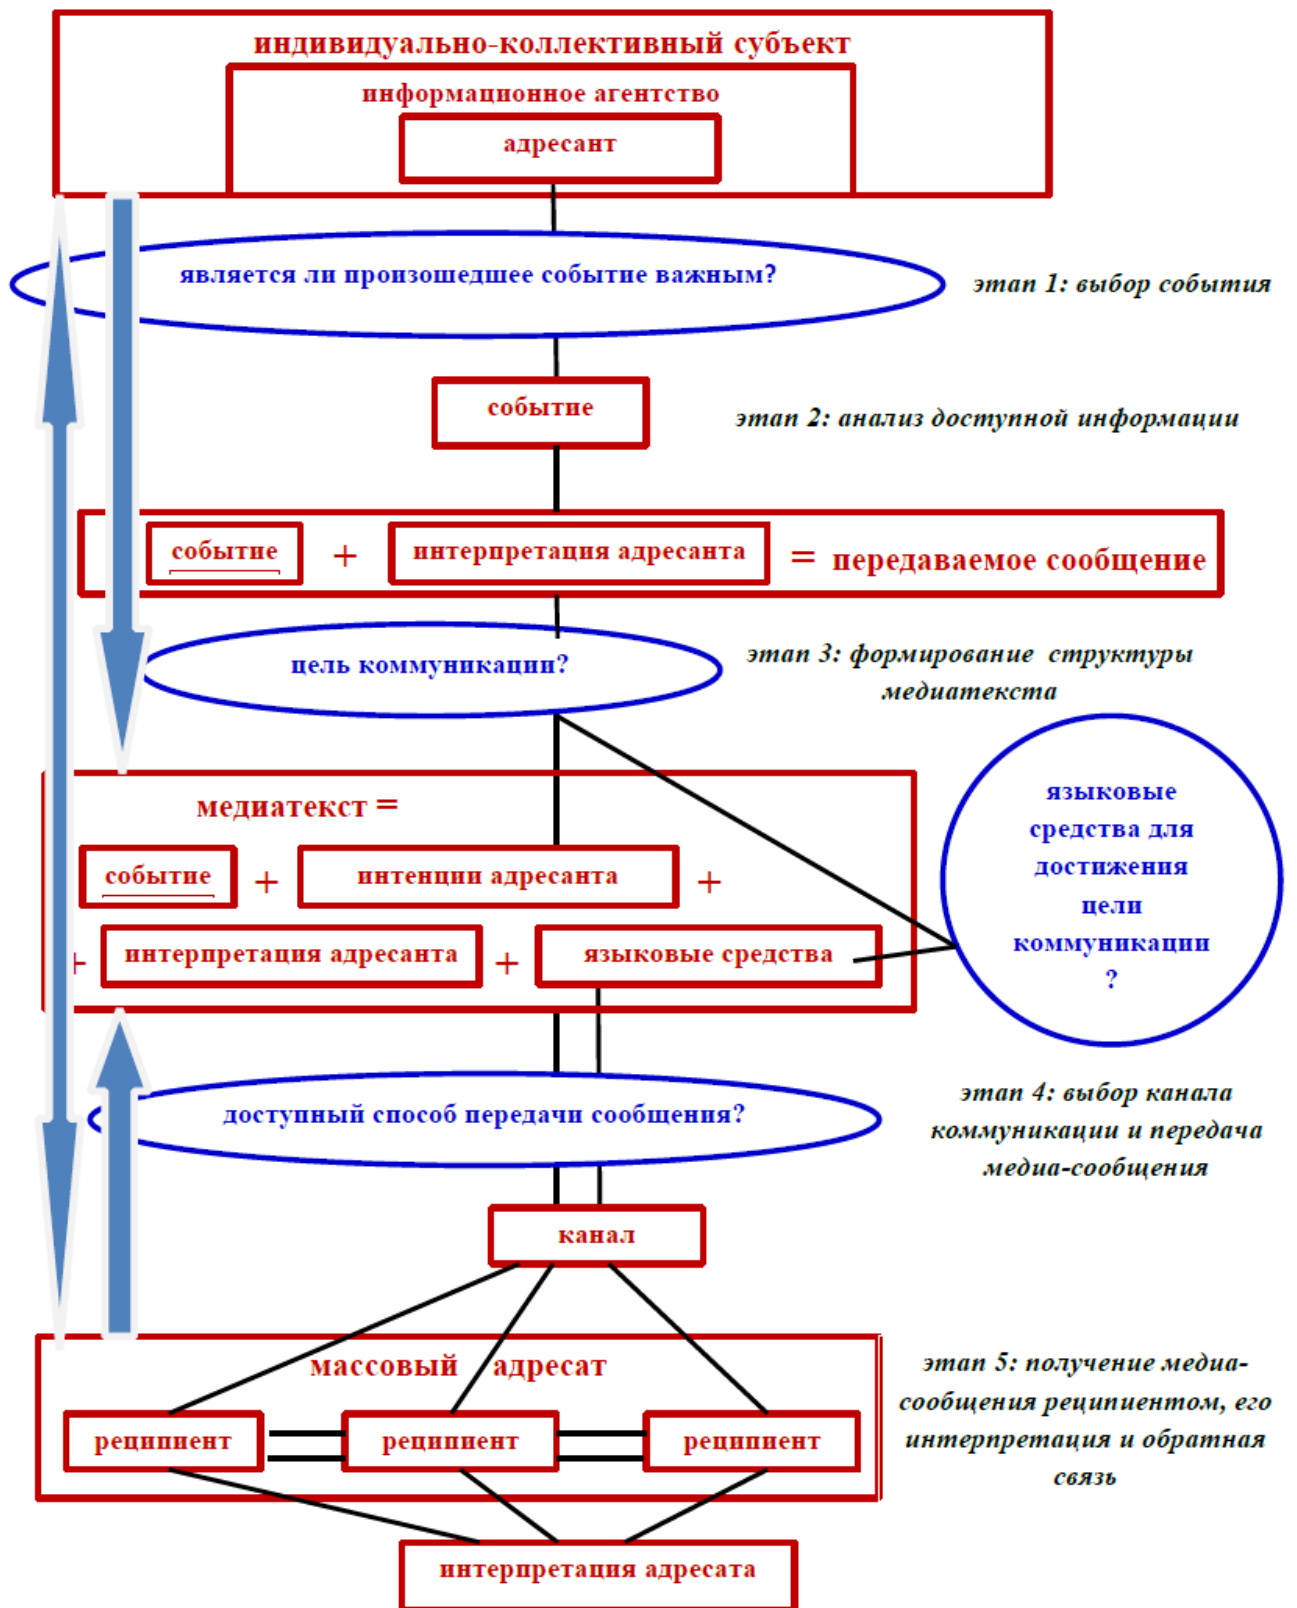 индивидуально-коллективный субъект
информационное агентство
адресант
является ли произошедшее событие важным?
этап 1: выбор события
событие
этап 2: анализ доступной информации
событие + интерпретация адресанта = передаваемое сообщение
цель коммуникации?
этап 3: формирование структуры
медиатекста
медиатекст =
событие + интенции адресанта +
+ интерпретация адресанта + языковые средства
языковые
средства для
достижения
цели
коммуникации
?
доступный способ передачи сообщения?
этап 4: выбор канала
коммуникации и передача
медиа-сообщения
канал
массовый адресат
реципиент реципиент реципиент
этап 5: получение медиа-
сообщения реципиентом, его
интерпретация и обратная
связь
интерпретация адресата